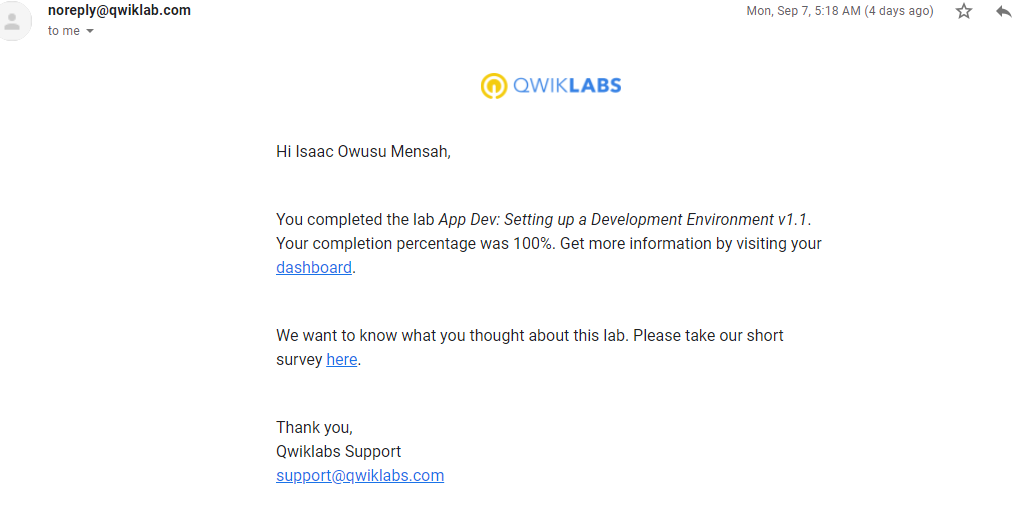 noreply@qwiklab.com
Mon, Sep 7, 5:18 AM (4 days ago)
to me
QWIKLABS
Hi Isaac Owusu Mensah,
You completed the lab App Dev: Setting up a Development Environment v1.1.
Your completion percentage was 100%. Get more information by visiting your
dashboard.
We want to know what you thought about this lab. Please take our short
survey here.
Thank you,
Qwiklabs Support
support@qwiklabs.com